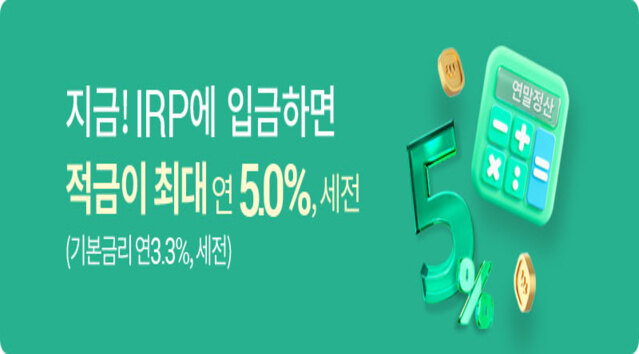 지금! IRP에 입금하면
적금이 최대 연 5.0%, 세전
(기본금리 연3.3%, 세전)
연말정산
- +
× : =
5%